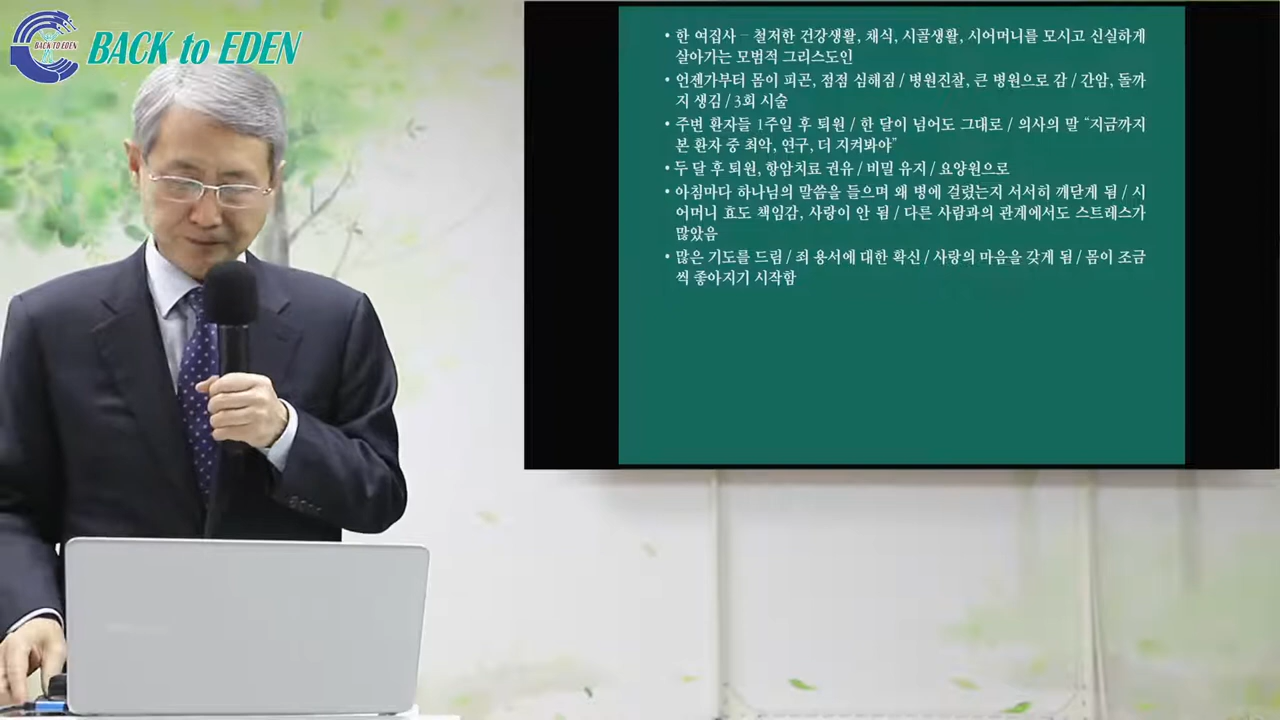 BACK TO EDEN
BACK to EDEN
• 한 여집사 – 철저한 건강생활, 채식, 시골생활, 시어머니를 모시고 신실하게
살아가는 모범적 그리스도인
• 언젠가부터 몸이 피곤, 점점 심해짐 / 병원진찰, 큰 병원으로 감 / 간암, 돌까
지 생김 / 3회 시술
• 주변 환자들 1주일 후 퇴원 / 한 달이 넘어도 그대로 / 의사의 말 “지금까지
본 환자 중 최악, 연구, 더 지켜봐야”
• 두 달 후 퇴원, 항암치료 권유 / 비밀 유지 / 요양원으로
• 아침마다 하나님의 말씀을 들으며 왜 병에 걸렸는지 서서히 깨닫게 됨 / 시
어머니 효도 책임감, 사랑이 안 됨 / 다른 사람과의 관계에서도 스트레스가
많았음
• 많은 기도를 드림 / 죄 용서에 대한 확신 / 사랑의 마음을 갖게 됨 / 몸이 조금
씩 좋아지기 시작함